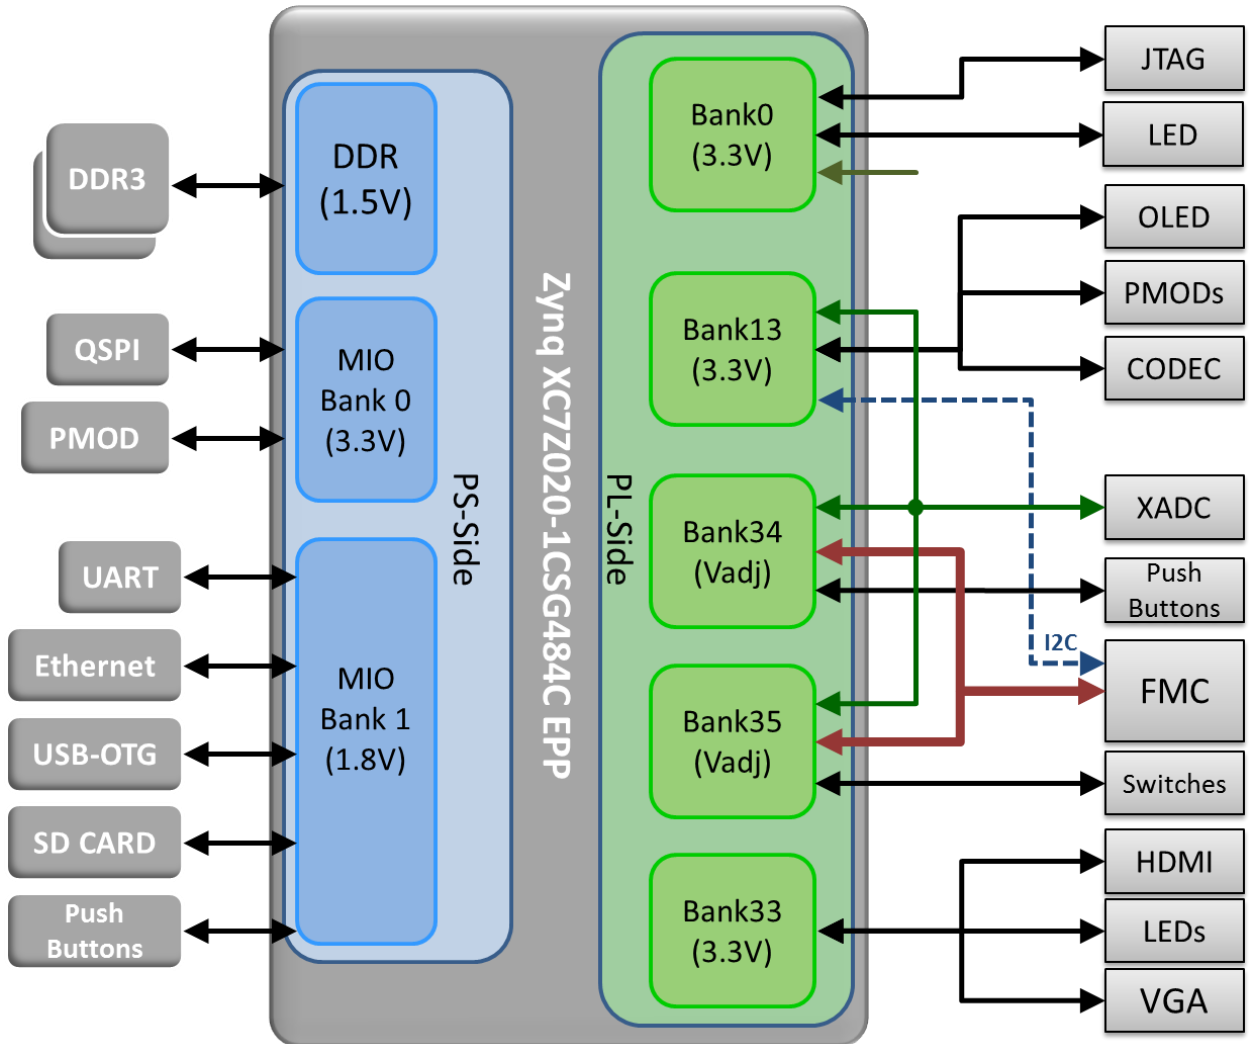 DDR3
QSPI
PMOD
UART
Ethernet
USB-OTG
SD CARD
Push
Buttons
DDR
(1.5V)
MIO
Bank 0
(3.3V)
MIO
Bank 1
(1.8V)
PS-Side
Zynq XC7Z020-1CSG484C EPP
PL-Side
Bank0
(3.3V)
Bank13
(3.3V)
Bank34
(Vadj)
Bank35
(Vadj)
Bank33
(3.3V)
I2C
JTAG
LED
OLED
PMODs
CODEC
XADC
Push
Buttons
FMC
Switches
HDMI
LEDs
VGA